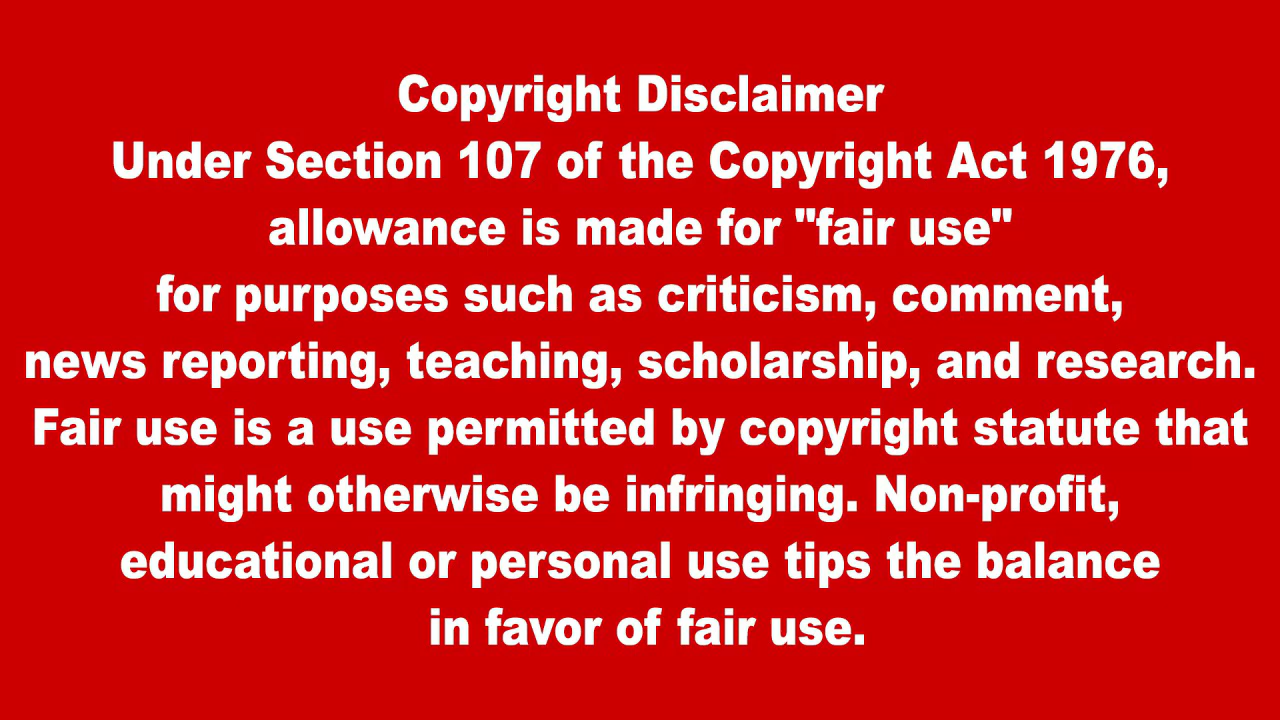 Copyright Disclaimer
Under Section 107 of the Copyright Act 1976,
allowance is made for "fair use"
for purposes such as criticism, comment,
news reporting, teaching, scholarship, and research.
Fair use is a use permitted by copyright statute that
might otherwise be infringing. Non-profit,
educational or personal use tips the balance
in favor of fair use.